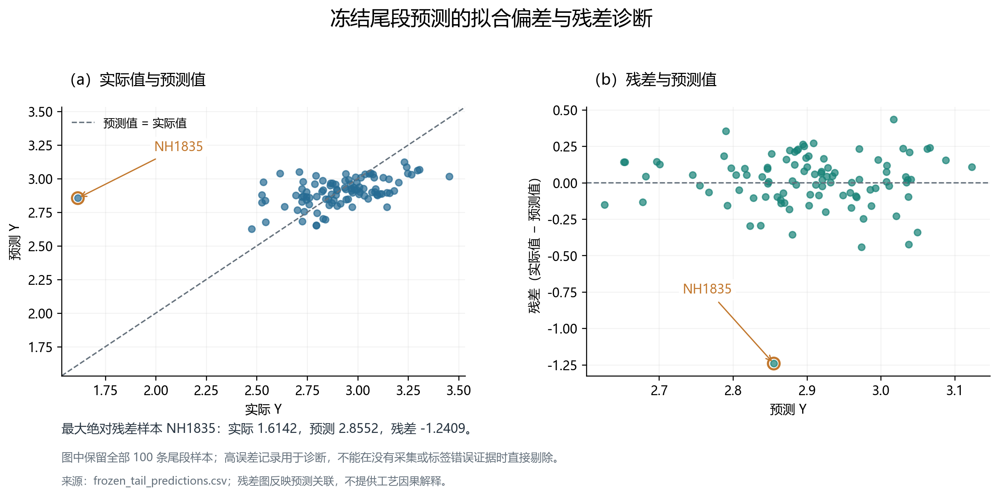 冻结尾段预测的拟合偏差与残差诊断
（a）实际值与预测值
3.50
3.25
3.00
2.75
2.50
2.25
2.00
1.75
预测 Y
预测值 = 实际值
NH1835
1.75
2.00
2.25
2.50
2.75
3.00
3.25
3.50
实际 Y
（b）残差与预测值
0.50
0.25
0.00
-0.25
-0.50
-0.75
-1.00
-1.25
残差（实际值 − 预测值）
NH1835
2.7
2.8
2.9
3.0
3.1
预测 Y
最大绝对残差样本 NH1835：实际 1.6142，预测 2.8552，残差 -1.2409。
图中保留全部 100 条尾段样本；高误差记录用于诊断，不能在没有采集或标签错误证据时直接剔除。
来源：frozen_tail_predictions.csv；残差图反映预测关联，不提供工艺因果解释。